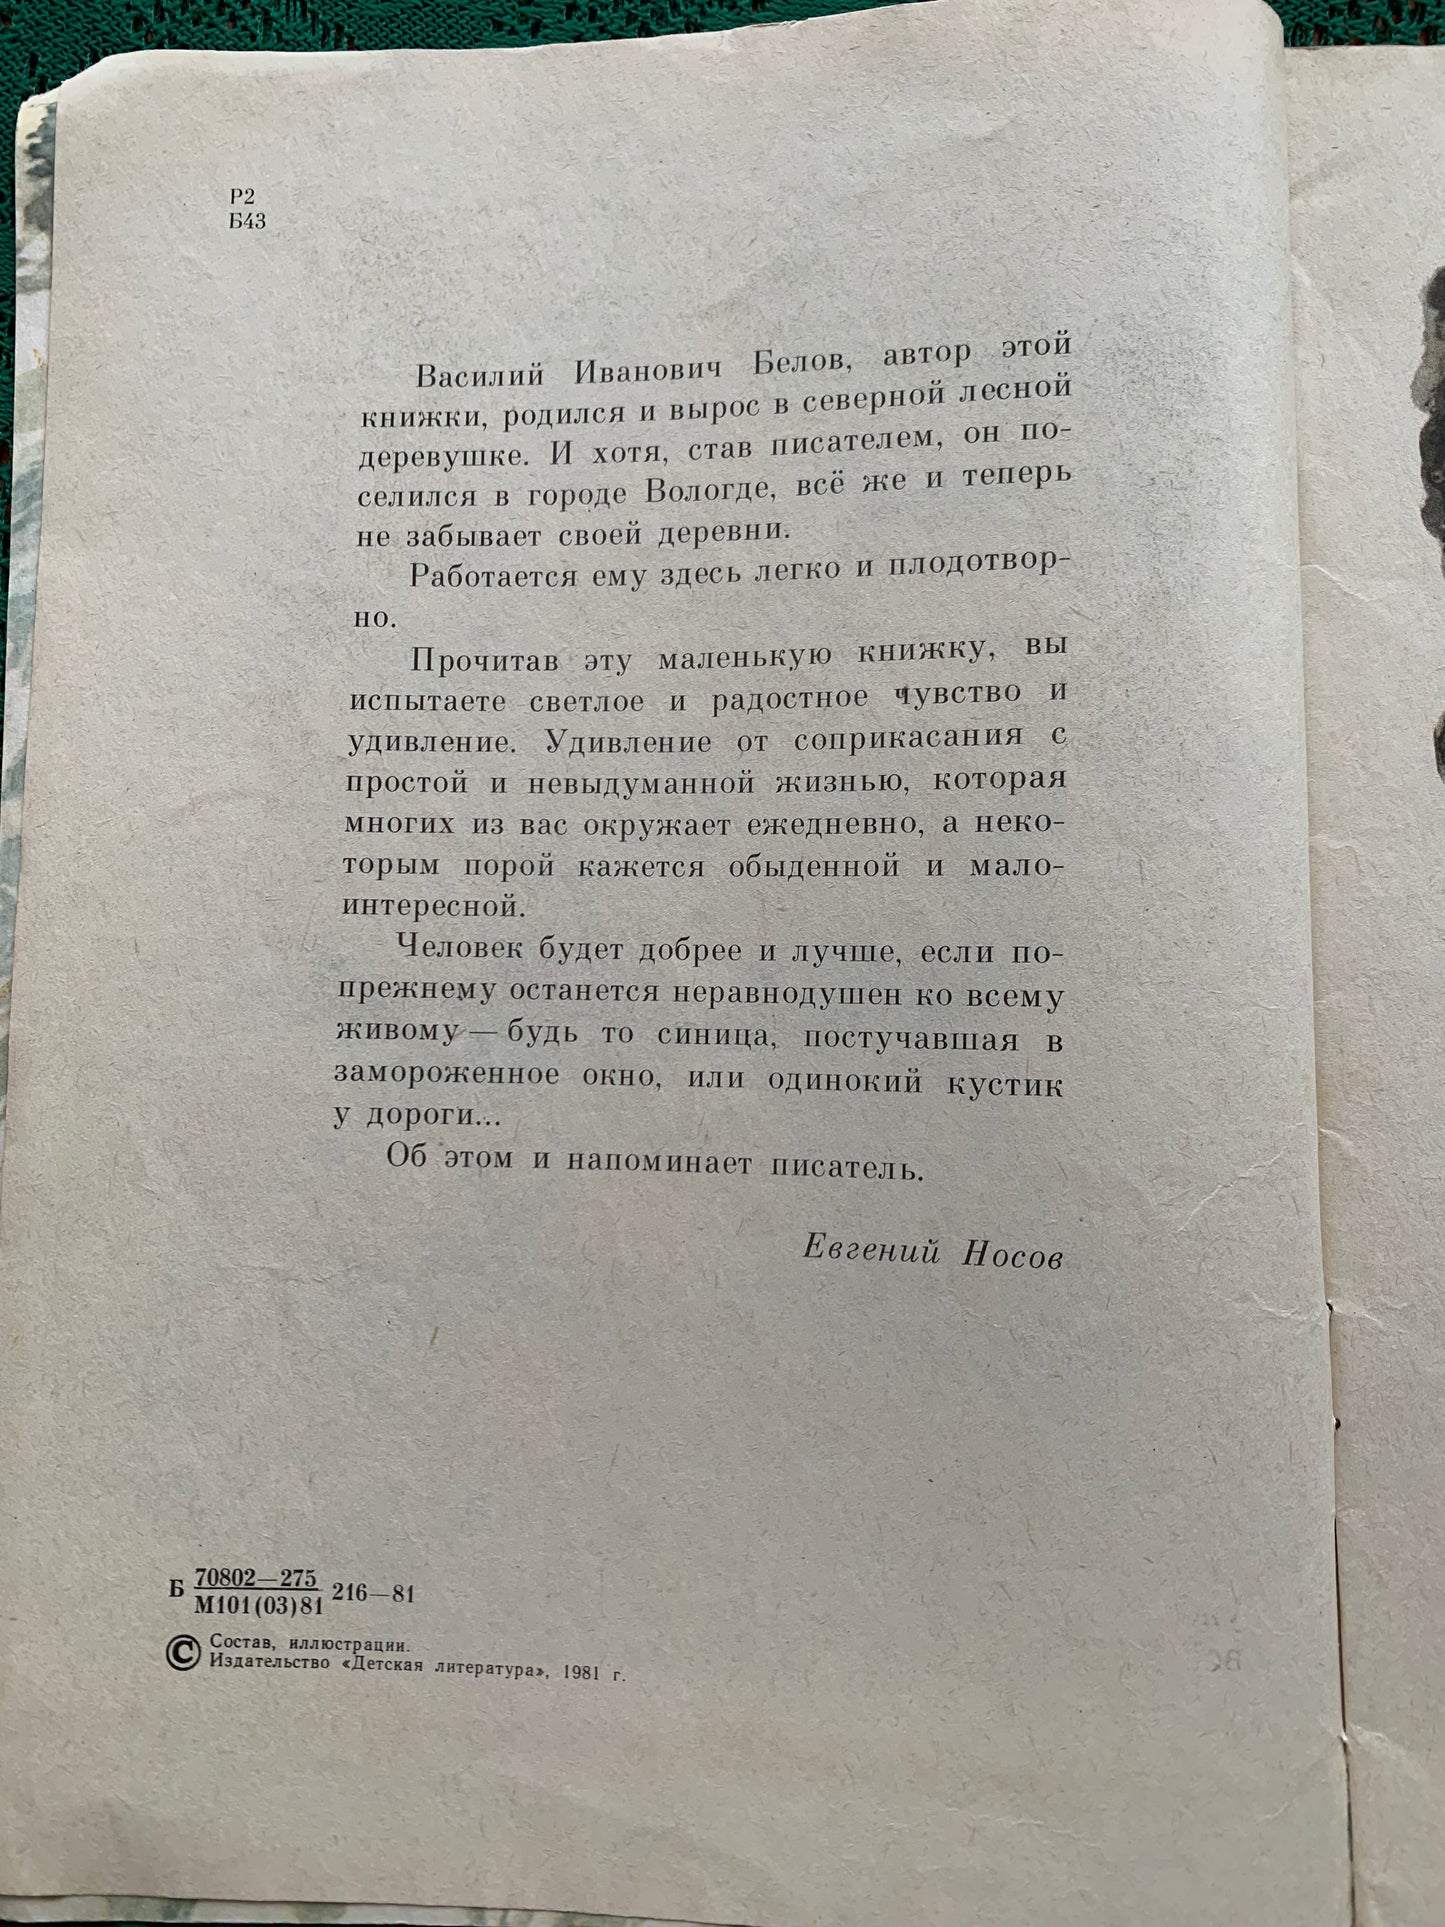 Р2
Б43
Василий Иванович Белов, автор этой
книжки, родился и вырос в северной лесной
деревушке. И хотя, став писателем, он по-
селился в городе Вологде, всё же и теперь
не забывает своей деревни.
Работается ему здесь легко и плодотвор-
но.
Прочитав эту маленькую книжку, вы
испытаете светлое и радостное чувство и
удивление. Удивление от соприкасания с
простой и невыдуманной жизнью, которая
многих из вас окружает ежедневно, а неко-
торым порой кажется обыденной и мало-
интересной.
Человек будет добрее и лучше, если по-
прежнему останется неравнодушен ко всему
живому — будь то синица, постучавшая в
замороженное окно, или одинокий кустик
у дороги...
Об этом и напоминает писатель.
Евгений Носов
Б 70802—275 216—81
М101(03)81
© Состав, иллюстрации.
Издательство «Детская литература», 1981 г.